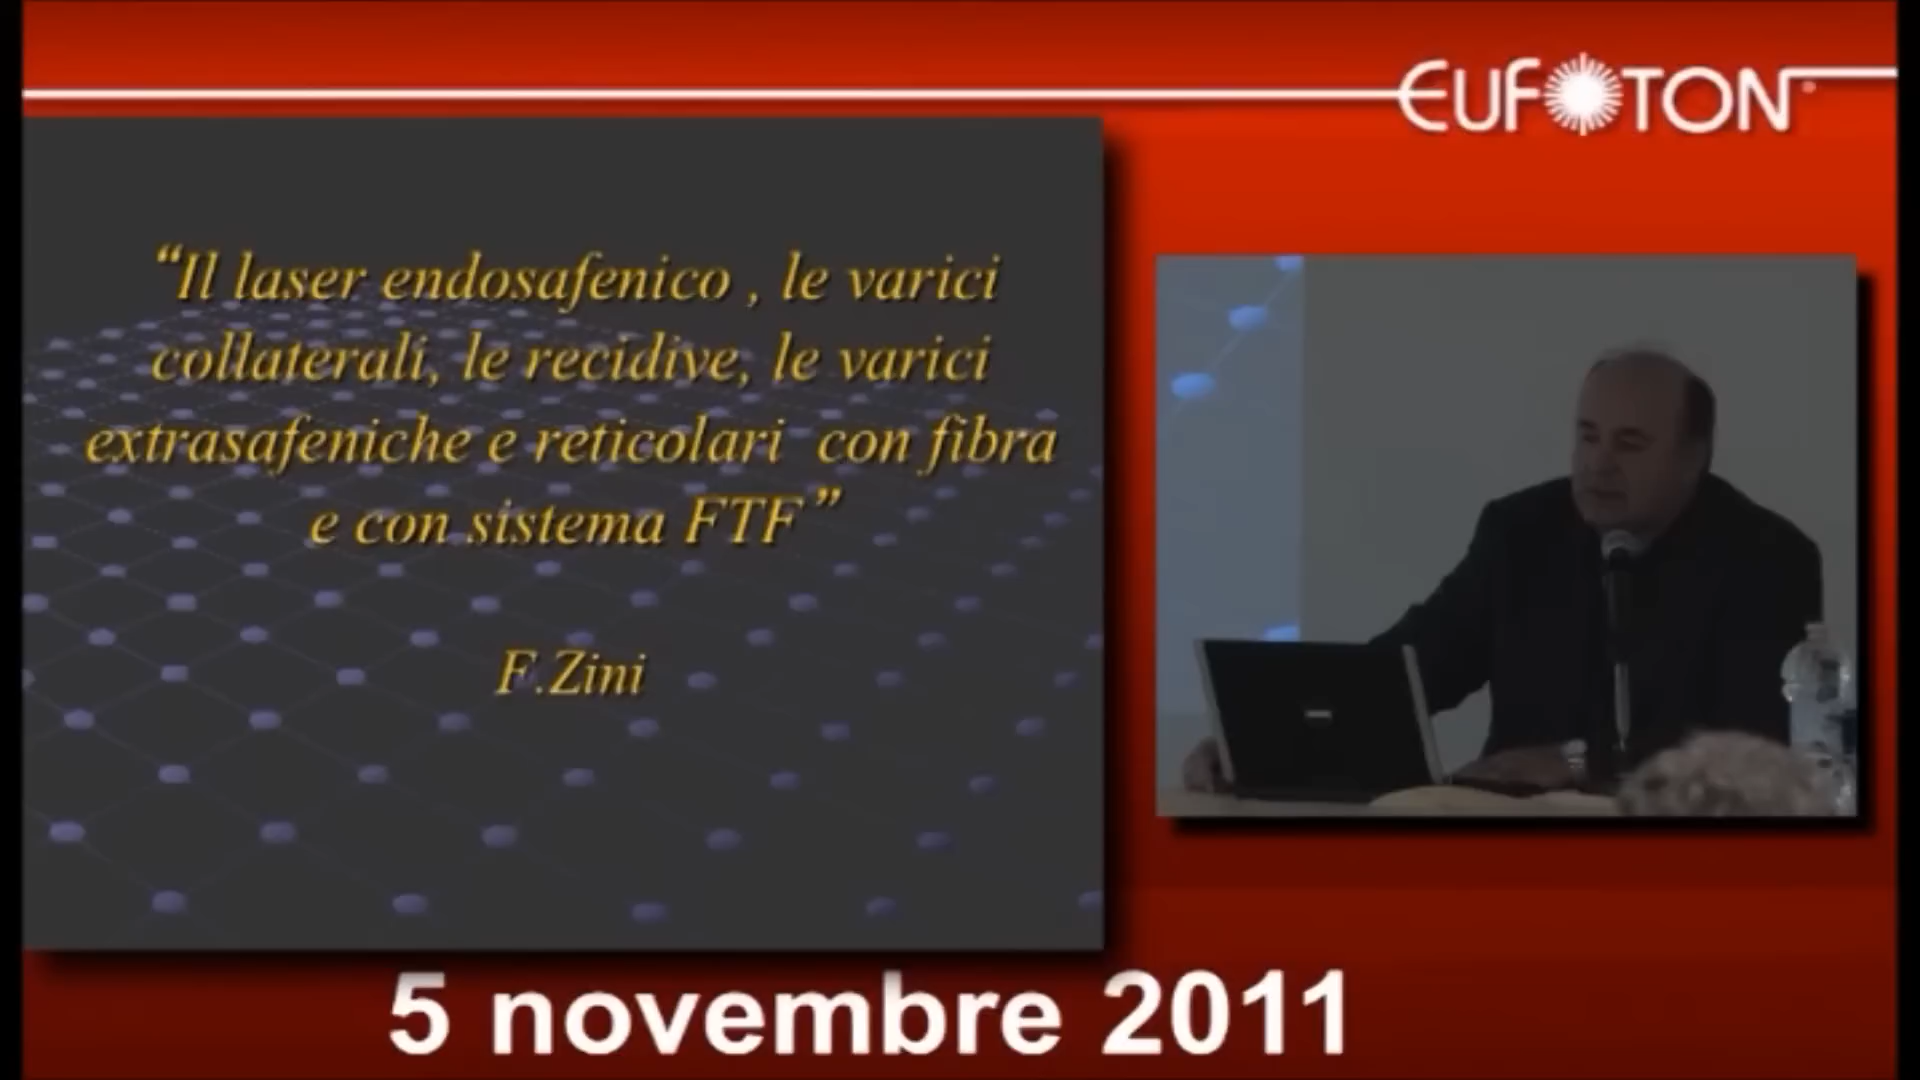 EUFOTON®
“Il laser endosafenico , le varici
collaterali, le recidive, le varici
extrasafeniche e reticolari con fibra
e con sistema FTF”
F.Zini
5 novembre 2011